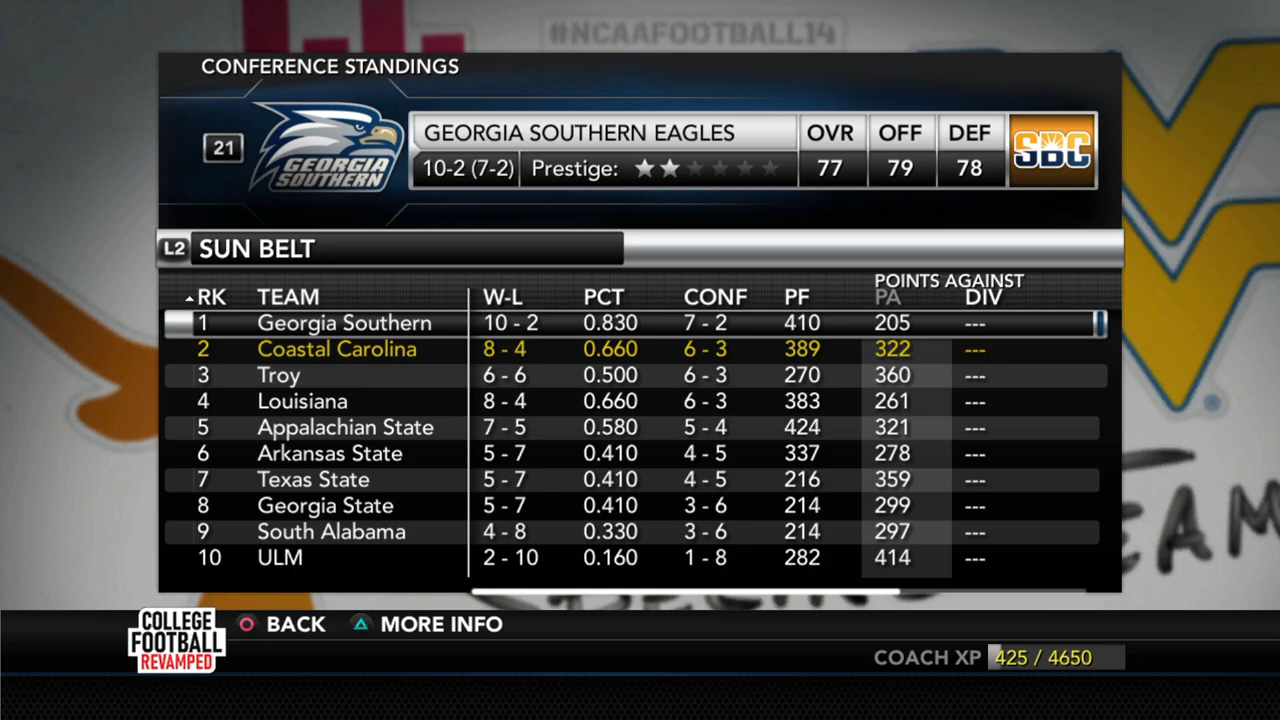 #NCAAFOOTBALL14
CONFERENCE STANDINGS
21
GEORGIA SOUTHERN
GEORGIA SOUTHERN EAGLES
OVR OFF DEF
SBC
10-2 (7-2) Prestige:
77 79 78
L2 SUN BELT
POINTS AGAINST
RK TEAM W-L PCT CONF PF PA DIV
1 Georgia Southern 10 - 2 0.830 7 - 2 410 205 ---
2 Coastal Carolina 8 - 4 0.660 6 - 3 389 322 ---
3 Troy 6 - 6 0.500 6 - 3 270 360 ---
4 Louisiana 8 - 4 0.660 6 - 3 383 261 ---
5 Appalachian State 7 - 5 0.580 5 - 4 424 321 ---
6 Arkansas State 5 - 7 0.410 4 - 5 337 278 ---
7 Texas State 5 - 7 0.410 4 - 5 216 359 ---
8 Georgia State 5 - 7 0.410 3 - 6 214 299 ---
9 South Alabama 4 - 8 0.330 3 - 6 214 297 ---
10 ULM 2 - 10 0.160 1 - 8 282 414 ---
COLLEGE
FOOTBALL
REVAMPED
BACK MORE INFO
COACH XP 425 / 4650